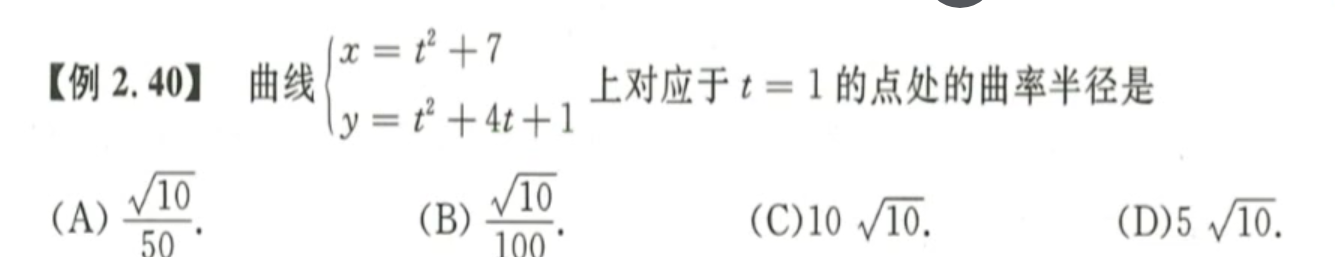 【例 2.40】 曲线 $\begin{cases} x = t^2 + 7 \\ y = t^2 + 4t + 1 \end{cases}$ 上对应于 $t = 1$ 的点处的曲率半径是
(A) $\frac{\sqrt{10}}{50}$. (B) $\frac{\sqrt{10}}{100}$. (C) $10\sqrt{10}$. (D) $5\sqrt{10}$.